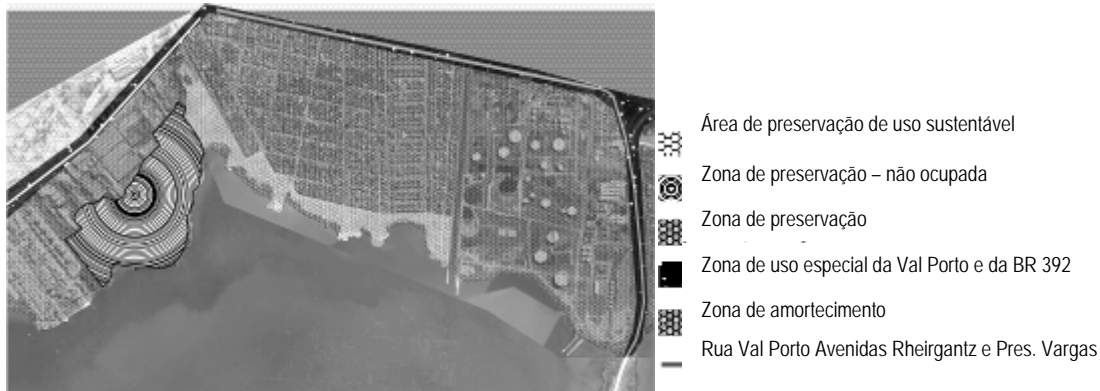 Área de preservação de uso sustentável
Zona de preservação – não ocupada
Zona de preservação
Zona de uso especial da Val Porto e da BR 392
Zona de amortecimento
Rua Val Porto Avenidas Rheirgantz e Pres. Vargas